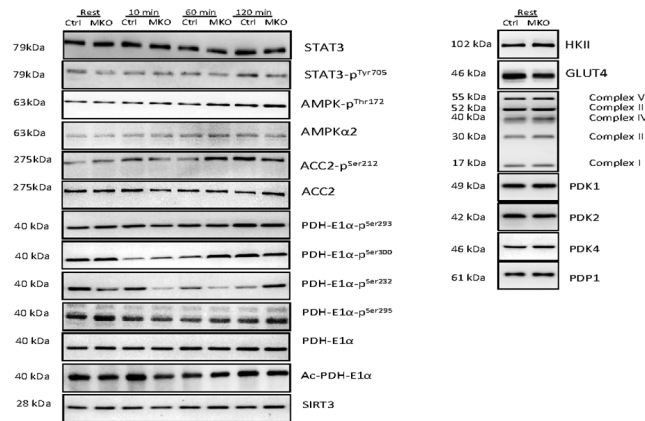 Rest 10 min 60 min 120 min
Ctrl MKO Ctrl MKO Ctrl MKO Ctrl MKO
79kDa STAT3
79kDa STAT3-pTyr705
63kDa AMPK-pThr172
63kDa AMPKα2
275kDa ACC2-pSer212
275kDa ACC2
40 kDa PDH-E1α-pSer293
40 kDa PDH-E1α-pSer300
40 kDa PDH-E1α-pSer232
40 kDa PDH-E1α-pSer295
40 kDa PDH-E1α
40 kDa Ac-PDH-E1α
28 kDa SIRT3
Rest
Ctrl MKO
102 kDa HKII
46 kDa GLUT4
55 kDa Complex V
52 kDa Complex II
40 kDa Complex IV
30 kDa Complex II
17 kDa Complex I
49 kDa PDK1
42 kDa PDK2
46 kDa PDK4
61 kDa PDP1